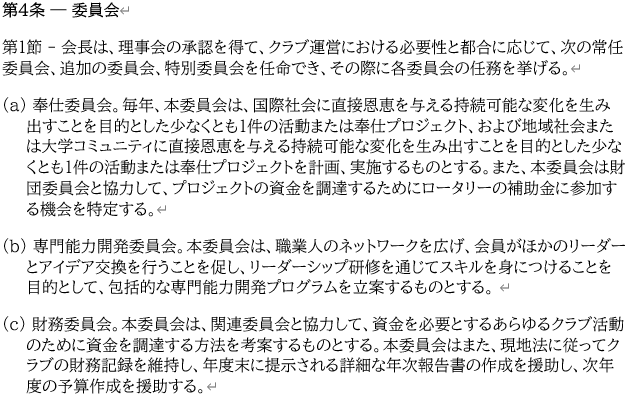 第4条 — 委員会↵
第1節 – 会長は、理事会の承認を得て、クラブ運営における必要性と都合に応じて、次の常任
委員会、追加の委員会、特別委員会を任命でき、その際に各委員会の任務を挙げる。↵
(a) 奉仕委員会。毎年、本委員会は、国際社会に直接恩恵を与える持続可能な変化を生み
出すことを目的とした少なくとも1件の活動または奉仕プロジェクト、および地域社会また
は大学コミュニティに直接恩恵を与える持続可能な変化を生み出すことを目的とした少な
くとも1件の活動または奉仕プロジェクトを計画、実施するものとする。また、本委員会は財
団委員会と協力して、プロジェクトの資金を調達するためにロータリーの補助金に参加す
る機会を特定する。↵
(b) 専門能力開発委員会。本委員会は、職業人のネットワークを広げ、会員がほかのリーダー
とアイデア交換を行うことを促し、リーダーシップ研修を通じてスキルを身につけることを
目的として、包括的な専門能力開発プログラムを立案するものとする。↵
(c) 財務委員会。本委員会は、関連委員会と協力して、資金を必要とするあらゆるクラブ活動
のために資金を調達する方法を考案するものとする。本委員会はまた、現地法に従ってク
ラブの財務記録を維持し、年度末に提示される詳細な年次報告書の作成を援助し、次年
度の予算作成を援助する。↵